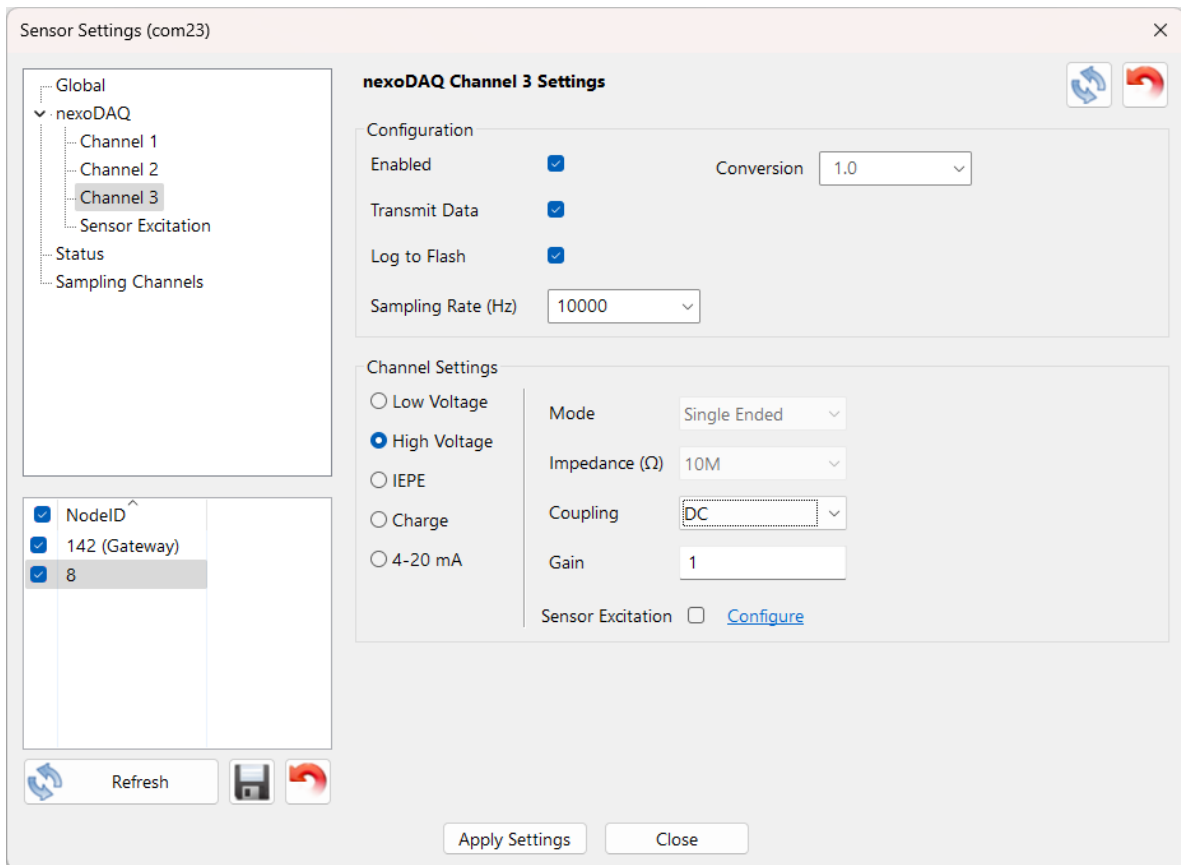 Sensor Settings (com23)
Global
nexoDAQ
Channel 1
Channel 2
Channel 3
Sensor Excitation
Status
Sampling Channels
NodeID
142 (Gateway)
8
Refresh
nexoDAQ Channel 3 Settings
Configuration
Enabled
Conversion 1.0
Transmit Data
Log to Flash
Sampling Rate (Hz) 10000
Channel Settings
Low Voltage
High Voltage
IEPE
Charge
4-20 mA
Mode Single Ended
Impedance (Ω) 10M
Coupling DC
Gain 1
Sensor Excitation Configure
Apply Settings Close